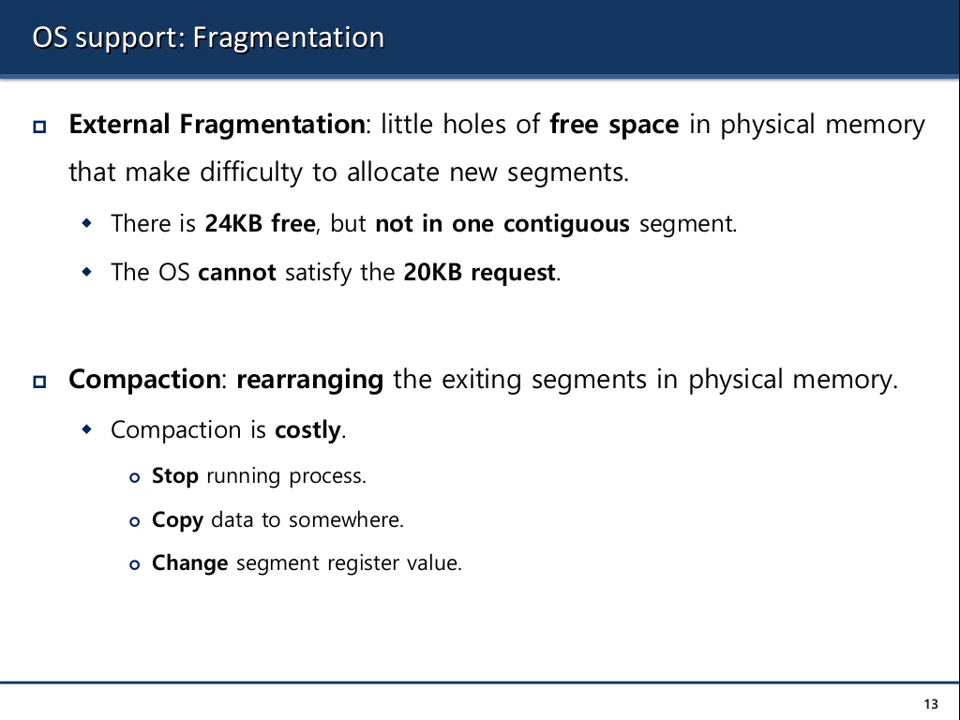 OS support: Fragmentation
External Fragmentation: little holes of free space in physical memory
that make difficulty to allocate new segments.
There is 24KB free, but not in one contiguous segment.
The OS cannot satisfy the 20KB request.
Compaction: rearranging the exiting segments in physical memory.
Compaction is costly.
Stop running process.
Copy data to somewhere.
Change segment register value.
13